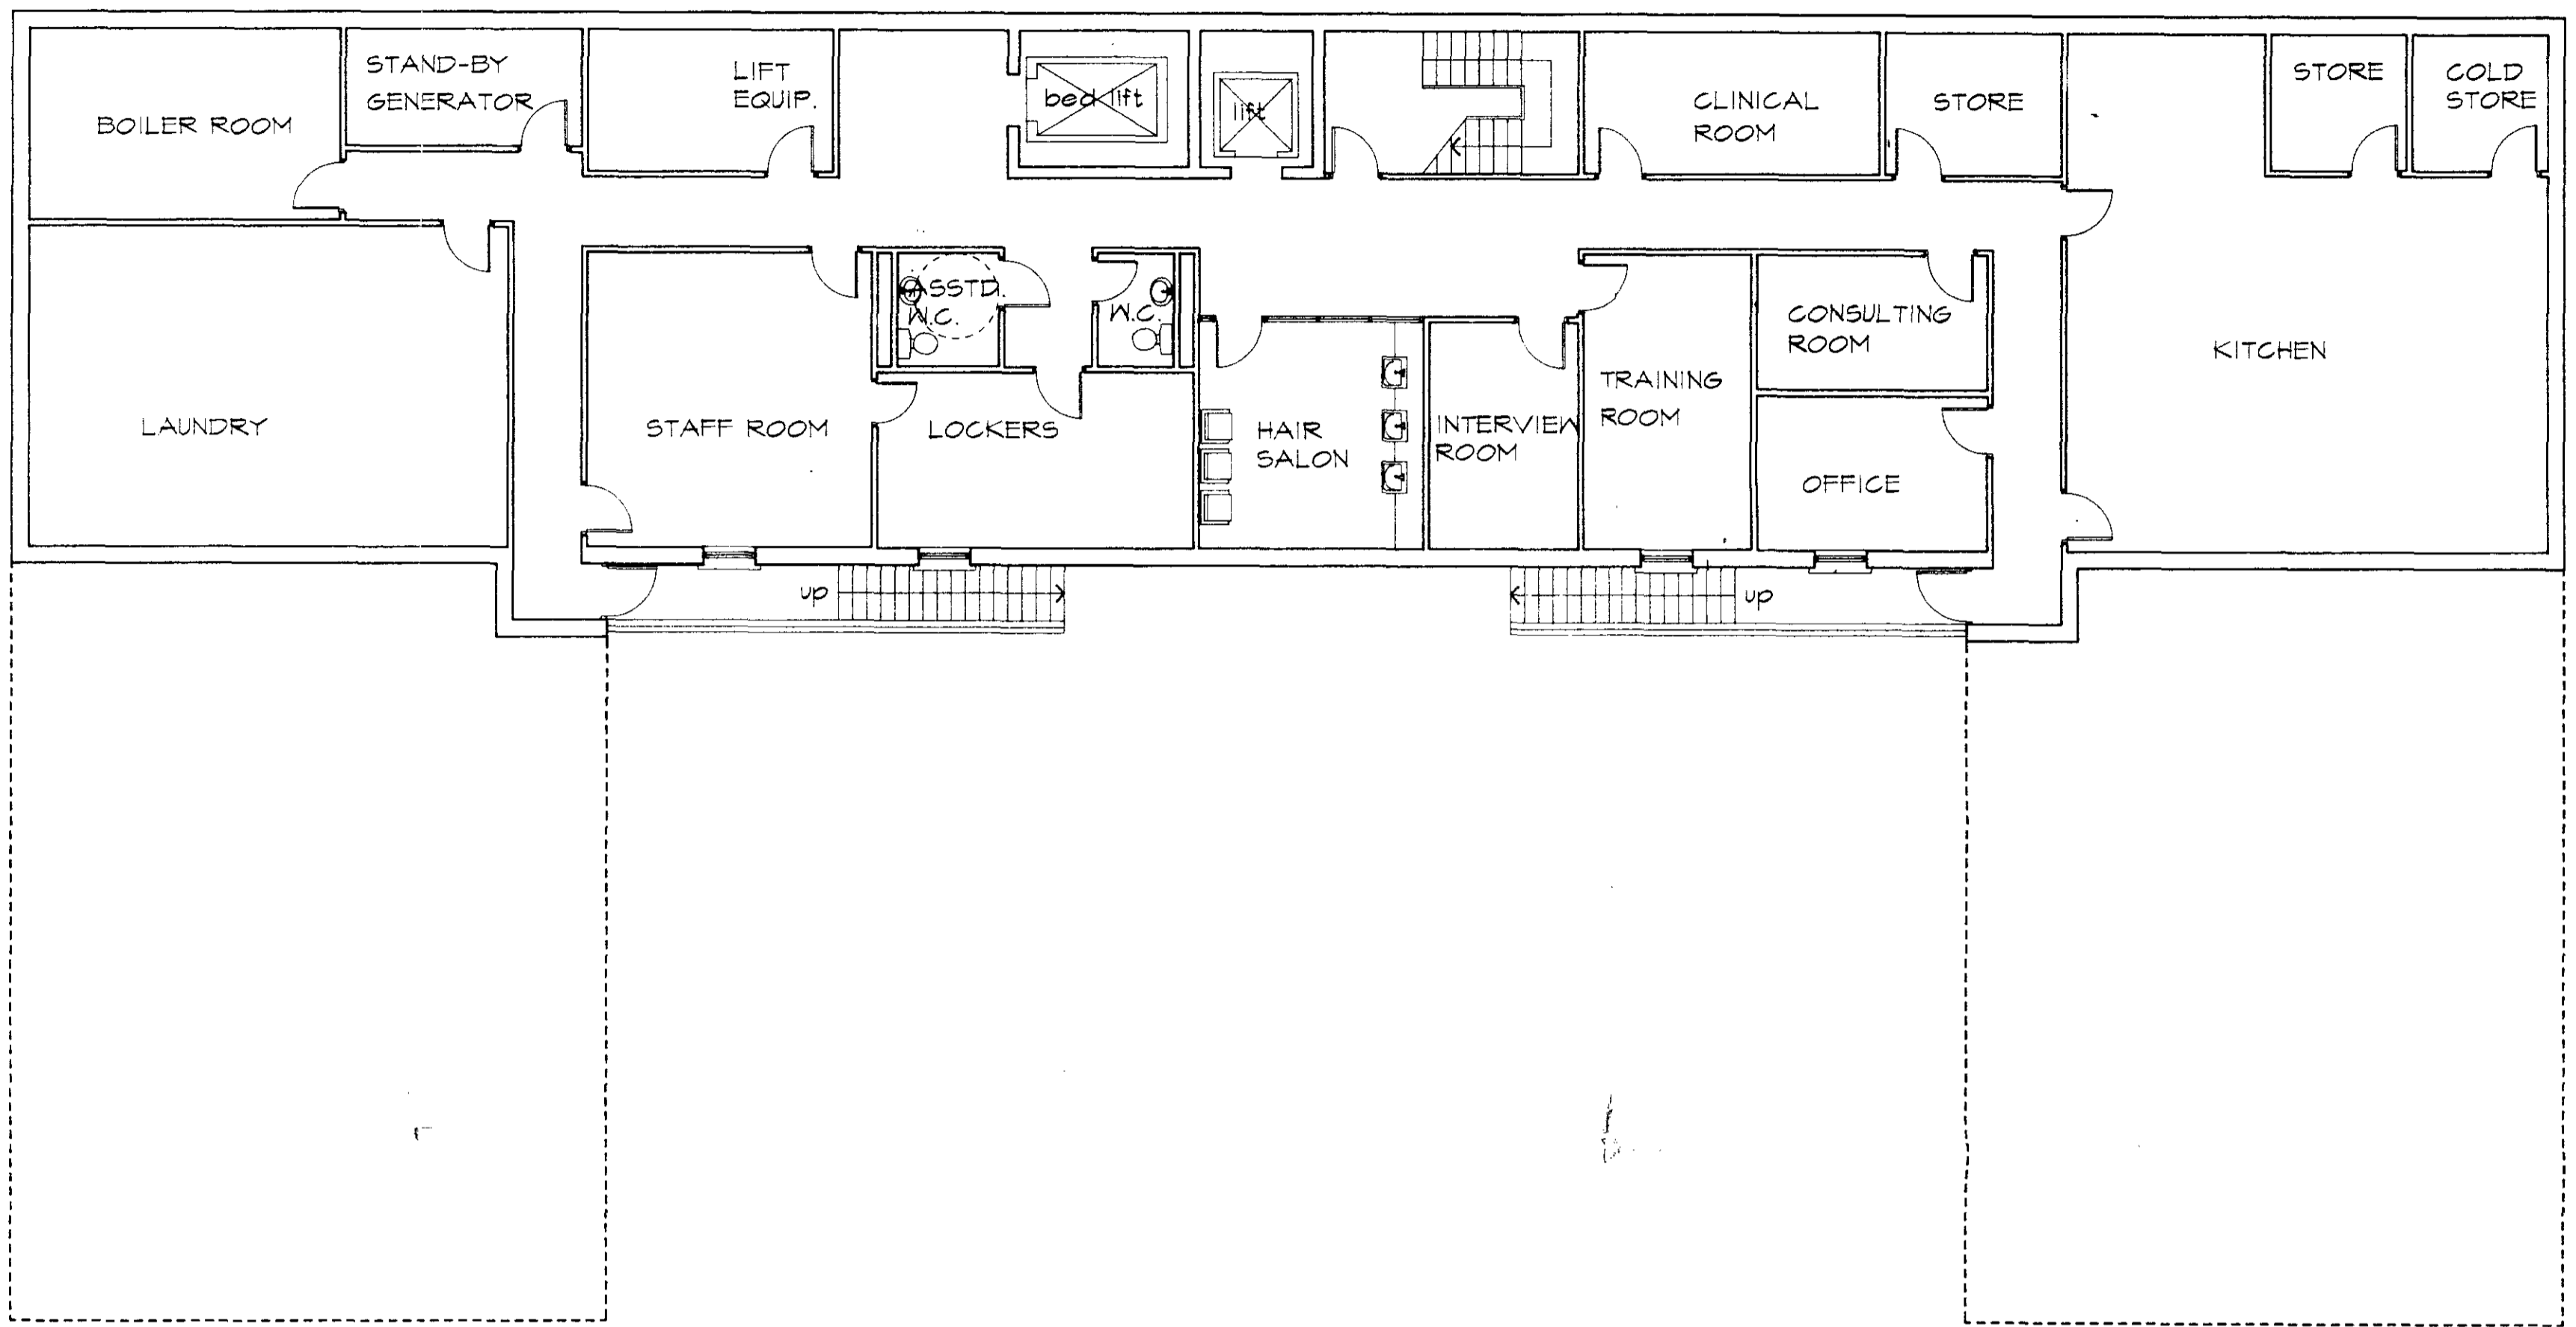 STAND-BY
GENERATOR
LIFT
EQUIP.
BOILER ROOM
bed lift
lift
CLINICAL
ROOM
STORE
STORE
COLD
STORE
ASSTD.
W.C.
W.C.
CONSULTING
ROOM
KITCHEN
LAUNDRY
STAFF ROOM
LOCKERS
HAIR
SALON
INTERVIEW
ROOM
TRAINING
ROOM
OFFICE
up
up